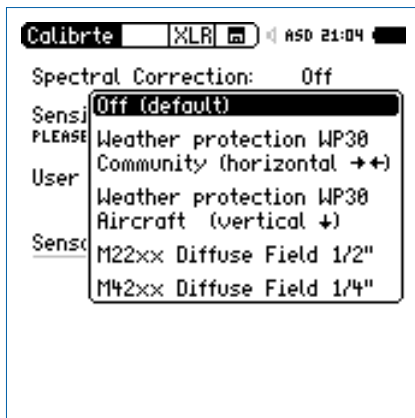 Calibrte XLR ASD 21:04
Spectral Correction: Off
Off (default)
Sensi
PLEASE
Weather protection WP30
Community (horizontal →←)
User
Weather protection WP30
Aircraft (vertical ↓)
Senso
M22xx Diffuse Field 1/2"
M42xx Diffuse Field 1/4"